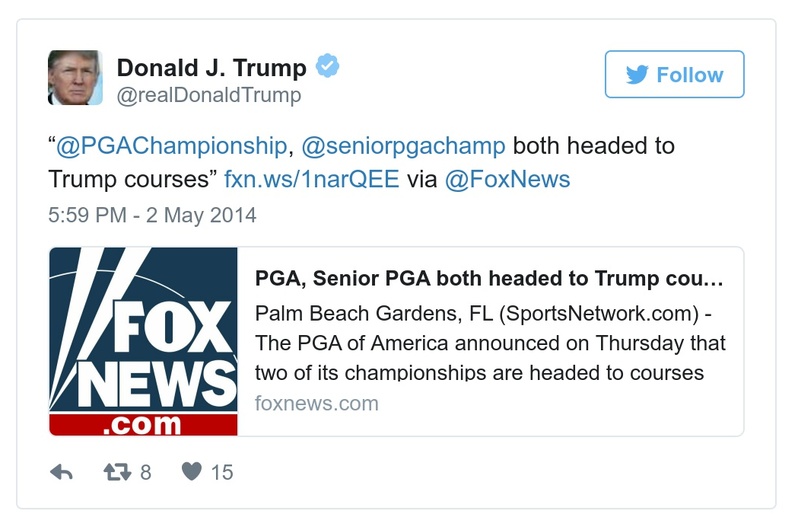 Donald J. Trump
@realDonaldTrump
Follow
“@PGAChampionship, @seniorpgachamp both headed to
Trump courses” fxn.ws/1narQEE via @FoxNews
5:59 PM - 2 May 2014
FOX
NEWS
.com
PGA, Senior PGA both headed to Trump cou…
Palm Beach Gardens, FL (SportsNetwork.com) -
The PGA of America announced on Thursday that
two of its championships are headed to courses
foxnews.com
8 15